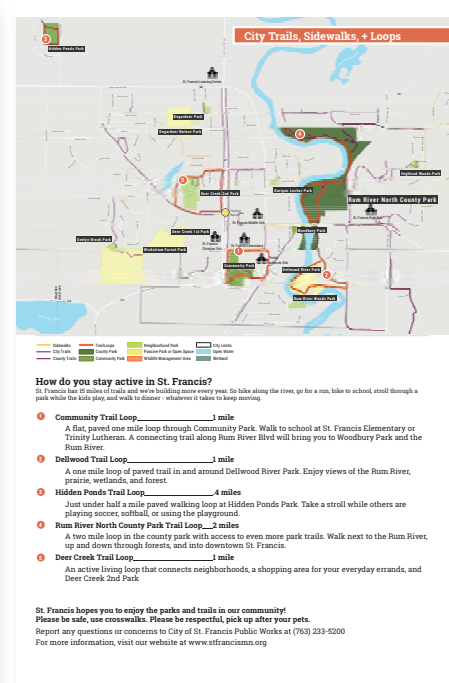 City Trails, Sidewalks, + Loops
3
Hidden Ponds Park
St. Francis Learning Center
Degardner Park
Degardner Nature Park
4
Highland Woods Park
5
Deer Creek 2nd Park
Rum River North County Park
Deer Creek 1st Park
Woodbury Park
1
Community Park
Dellwood River Park
2
Rum River Woods Park
Sidewalks
City Trails
County Trails
Trail Loops
County Park
Community Park
Neighborhood Park
Passive Park or Open Space
Wildlife Management Area
City Limits
Open Water
Wetland
How do you stay active in St. Francis?
St. Francis has 15 miles of trails and we're building more every year. So hike along the river, go for a run, bike to school, stroll through a
park while the kids play, and walk to dinner - whatever it takes to keep moving.
1 Community Trail Loop 1 mile
A flat, paved one mile loop through Community Park. Walk to school at St. Francis Elementary or
Trinity Lutheran. A connecting trail along Rum River Blvd will bring you to Woodbury Park and the
Rum River.
2 Dellwood Trail Loop 1 mile
A one mile loop of paved trail in and around Dellwood River Park. Enjoy views of the Rum River,
prairie, wetlands, and forest.
3 Hidden Ponds Trail Loop .4 miles
Just under half a mile paved walking loop at Hidden Ponds Park. Take a stroll while others are
playing soccer, softball, or using the playground.
4 Rum River North County Park Trail Loop 2 miles
A two mile loop in the county park with access to even more park trails. Walk next to the Rum River,
up and down through forests, and into downtown St. Francis.
5 Deer Creek Trail Loop 1 mile
An active living loop that connects neighborhoods, a shopping area for your everyday errands, and
Deer Creek 2nd Park
St. Francis hopes you to enjoy the parks and trails in our community!
Please be safe, use crosswalks. Please be respectful, pick up after your pets.
Report any questions or concerns to City of St. Francis Public Works at (763) 233-5200
For more information, visit our website at www.stfrancismn.org